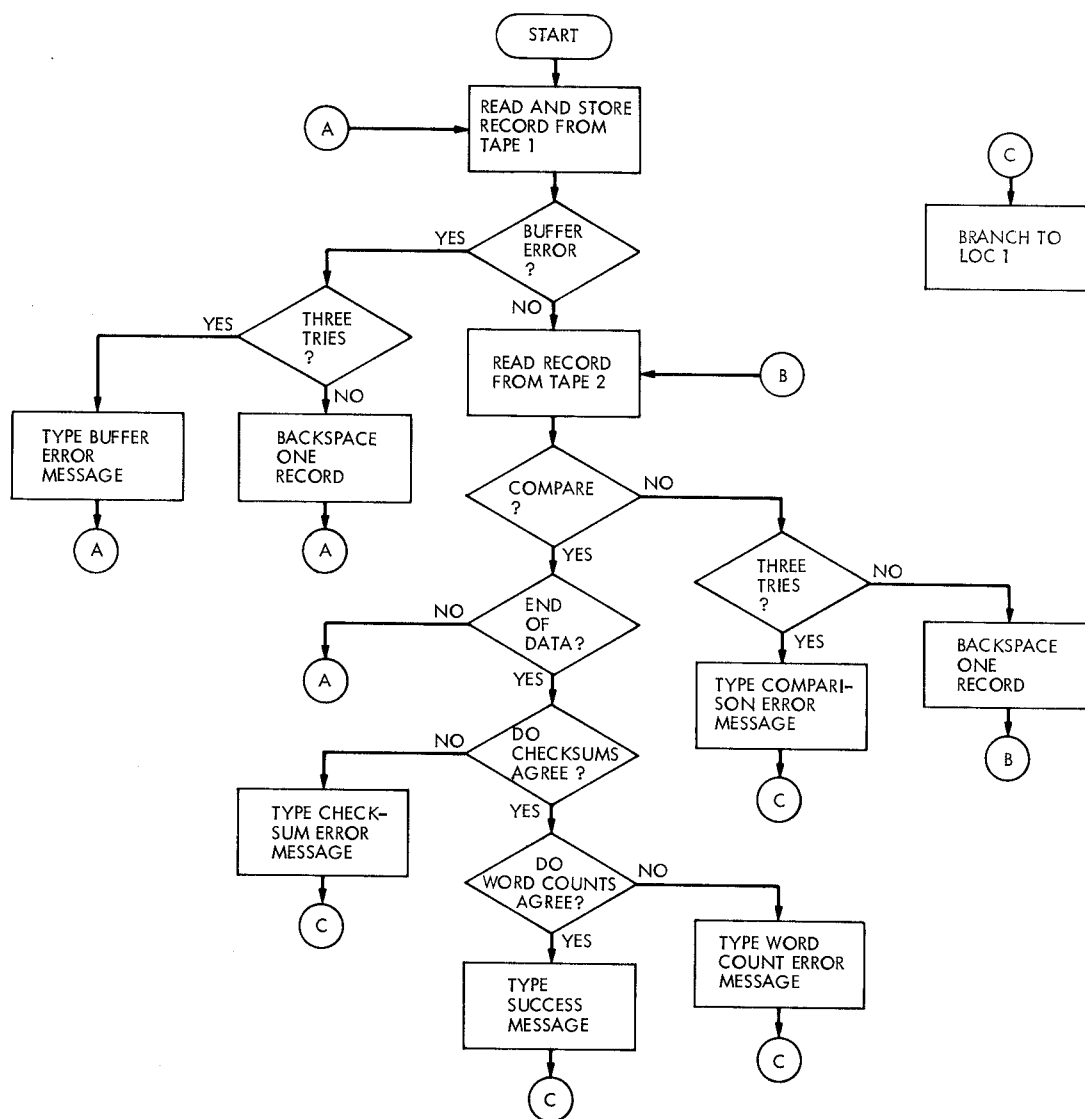 START
A
READ AND STORE
RECORD FROM
TAPE 1
C
BRANCH TO
LOC 1
YES
BUFFER
ERROR
?
NO
YES
THREE
TRIES
?
NO
READ RECORD
FROM TAPE 2
B
TYPE BUFFER
ERROR
MESSAGE
BACKSPACE
ONE
RECORD
A
A
COMPARE
?
NO
YES
THREE
TRIES
?
NO
YES
NO
END
OF
DATA?
YES
A
TYPE COMPARI-
SON ERROR
MESSAGE
BACKSPACE
ONE
RECORD
C
B
NO
DO
CHECKSUMS
AGREE ?
YES
TYPE CHECK-
SUM ERROR
MESSAGE
C
DO
WORD COUNTS
AGREE?
NO
YES
TYPE WORD
COUNT ERROR
MESSAGE
C
TYPE
SUCCESS
MESSAGE
C